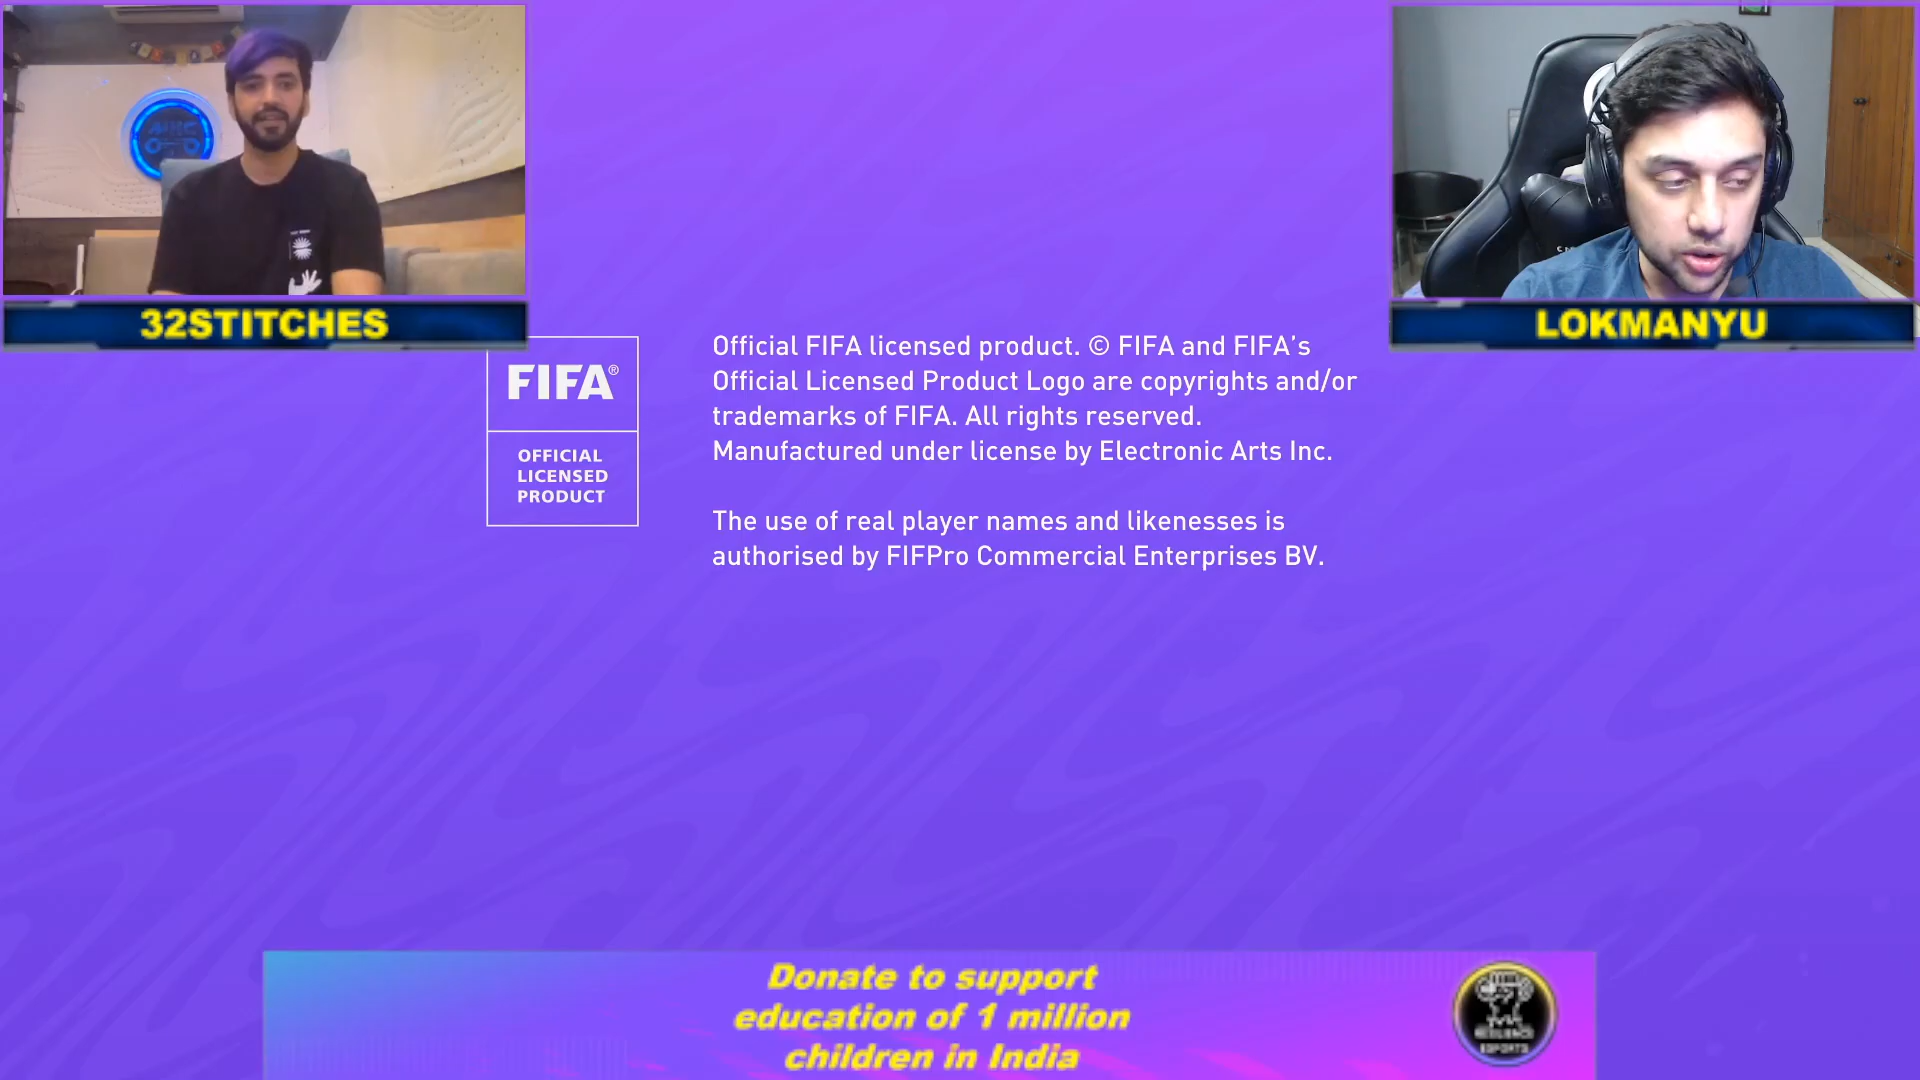 32STITCHES
LOKMANYU
FIFA®
OFFICIAL
LICENSED
PRODUCT
Official FIFA licensed product. © FIFA and FIFA's
Official Licensed Product Logo are copyrights and/or
trademarks of FIFA. All rights reserved.
Manufactured under license by Electronic Arts Inc.
The use of real player names and likenesses is
authorised by FIFPro Commercial Enterprises BV.
Donate to support
education of 1 million
children in India
RESILIENCE
ESPORTS